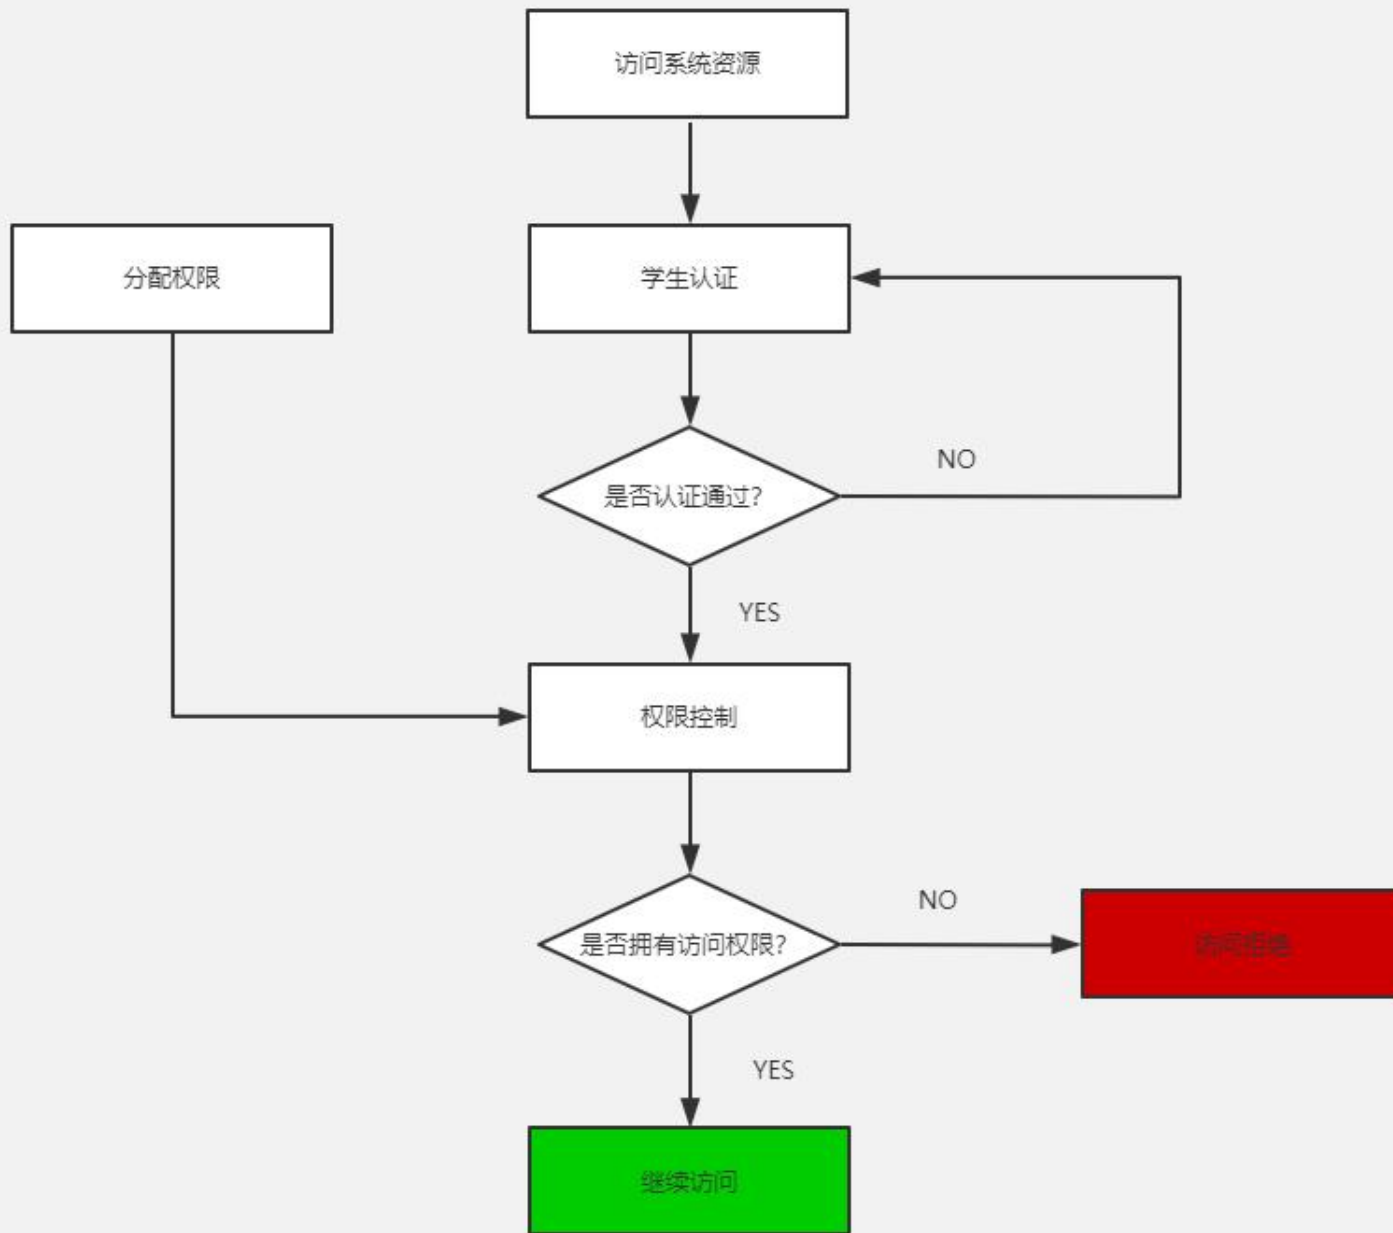 访问系统资源
分配权限
学生认证
NO
是否认证通过?
YES
权限控制
NO
是否拥有访问权限?
访问拒绝
YES
继续访问